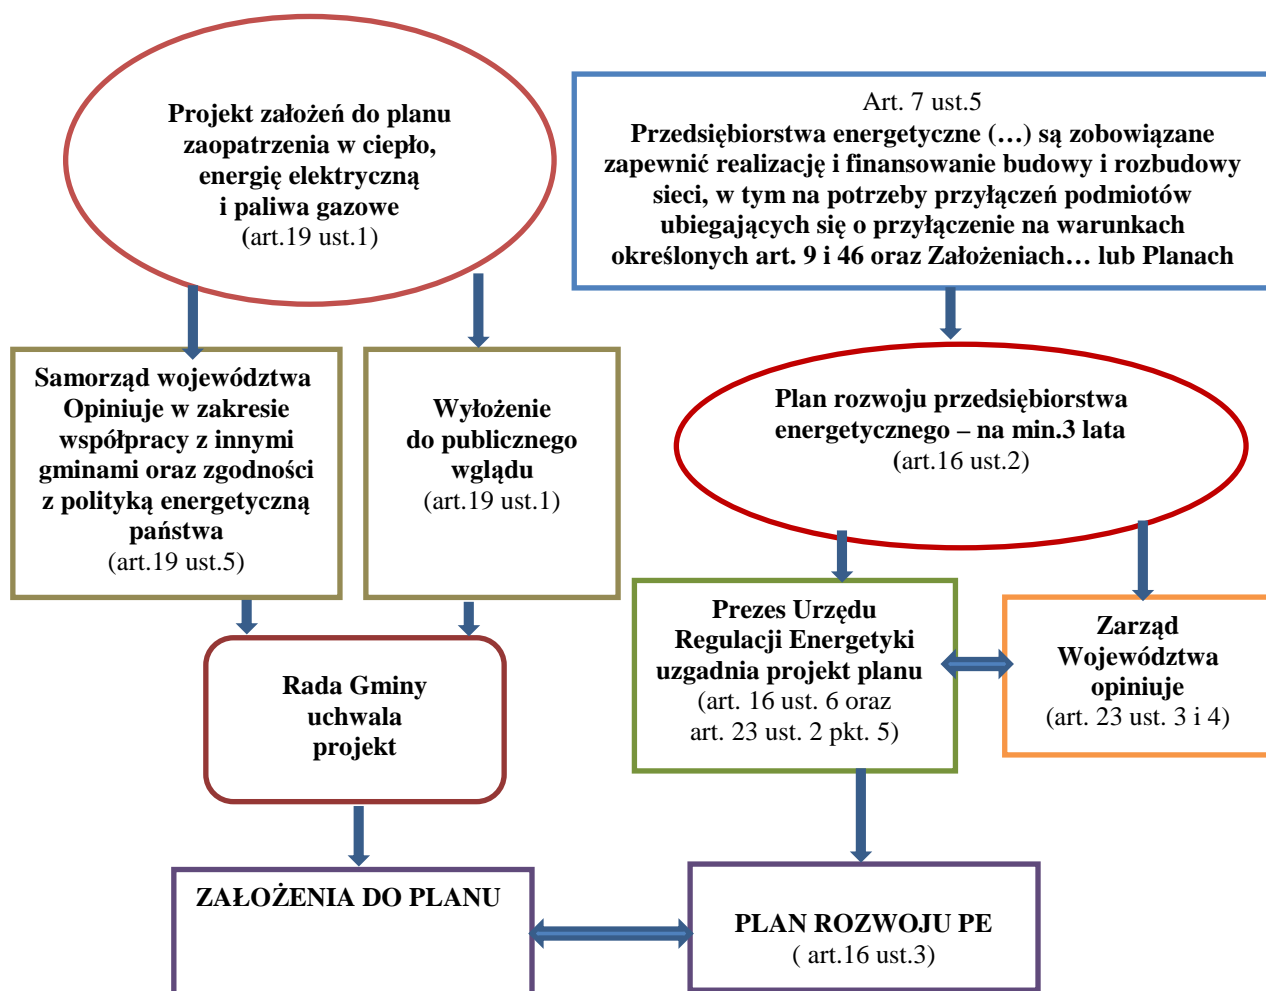 Projekt założeń do planu
zaopatrzenia w ciepło,
energię elektryczną
i paliwa gazowe
(art.19 ust.1)
Art. 7 ust.5
Przedsiębiorstwa energetyczne (…) są zobowiązane
zapewnić realizację i finansowanie budowy i rozbudowy
sieci, w tym na potrzeby przyłączeń podmiotów
ubiegających się o przyłączenie na warunkach
określonych art. 9 i 46 oraz Założeniach… lub Planach
Samorząd województwa
Opiniuje w zakresie
współpracy z innymi
gminami oraz zgodności
z polityką energetyczną
państwa
(art.19 ust.5)
Wyłożenie
do publicznego
wglądu
(art.19 ust.1)
Plan rozwoju przedsiębiorstwa
energetycznego – na min.3 lata
(art.16 ust.2)
Prezes Urzędu
Regulacji Energetyki
uzgadnia projekt planu
(art. 16 ust. 6 oraz
art. 23 ust. 2 pkt. 5)
Zarząd
Województwa
opiniuje
(art. 23 ust. 3 i 4)
Rada Gminy
uchwala
projekt
ZAŁOŻENIA DO PLANU
PLAN ROZWOJU PE
( art.16 ust.3)